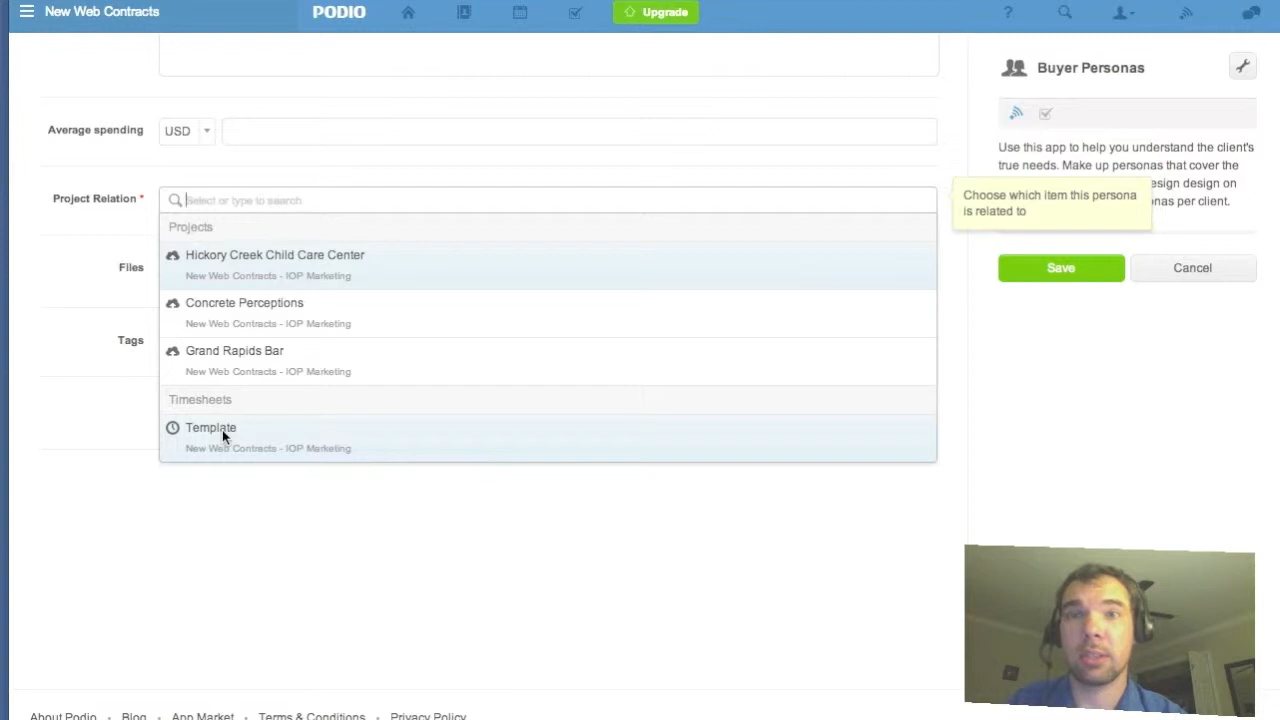 New Web Contracts
PODIO
Upgrade
?
Buyer Personas
Average spending
USD
Use this app to help you understand the client's
true needs. Make up personas that cover the
esign design on
onas per client.
Project Relation *
Select or type to search
Choose which item this persona
is related to
Projects
Hickory Creek Child Care Center
New Web Contracts - IOP Marketing
Files
Save
Cancel
Concrete Perceptions
New Web Contracts - IOP Marketing
Tags
Grand Rapids Bar
New Web Contracts - IOP Marketing
Timesheets
Template
New Web Contracts - IOP Marketing
About Podio • Blog • App Market • Terms & Conditions • Privacy Policy